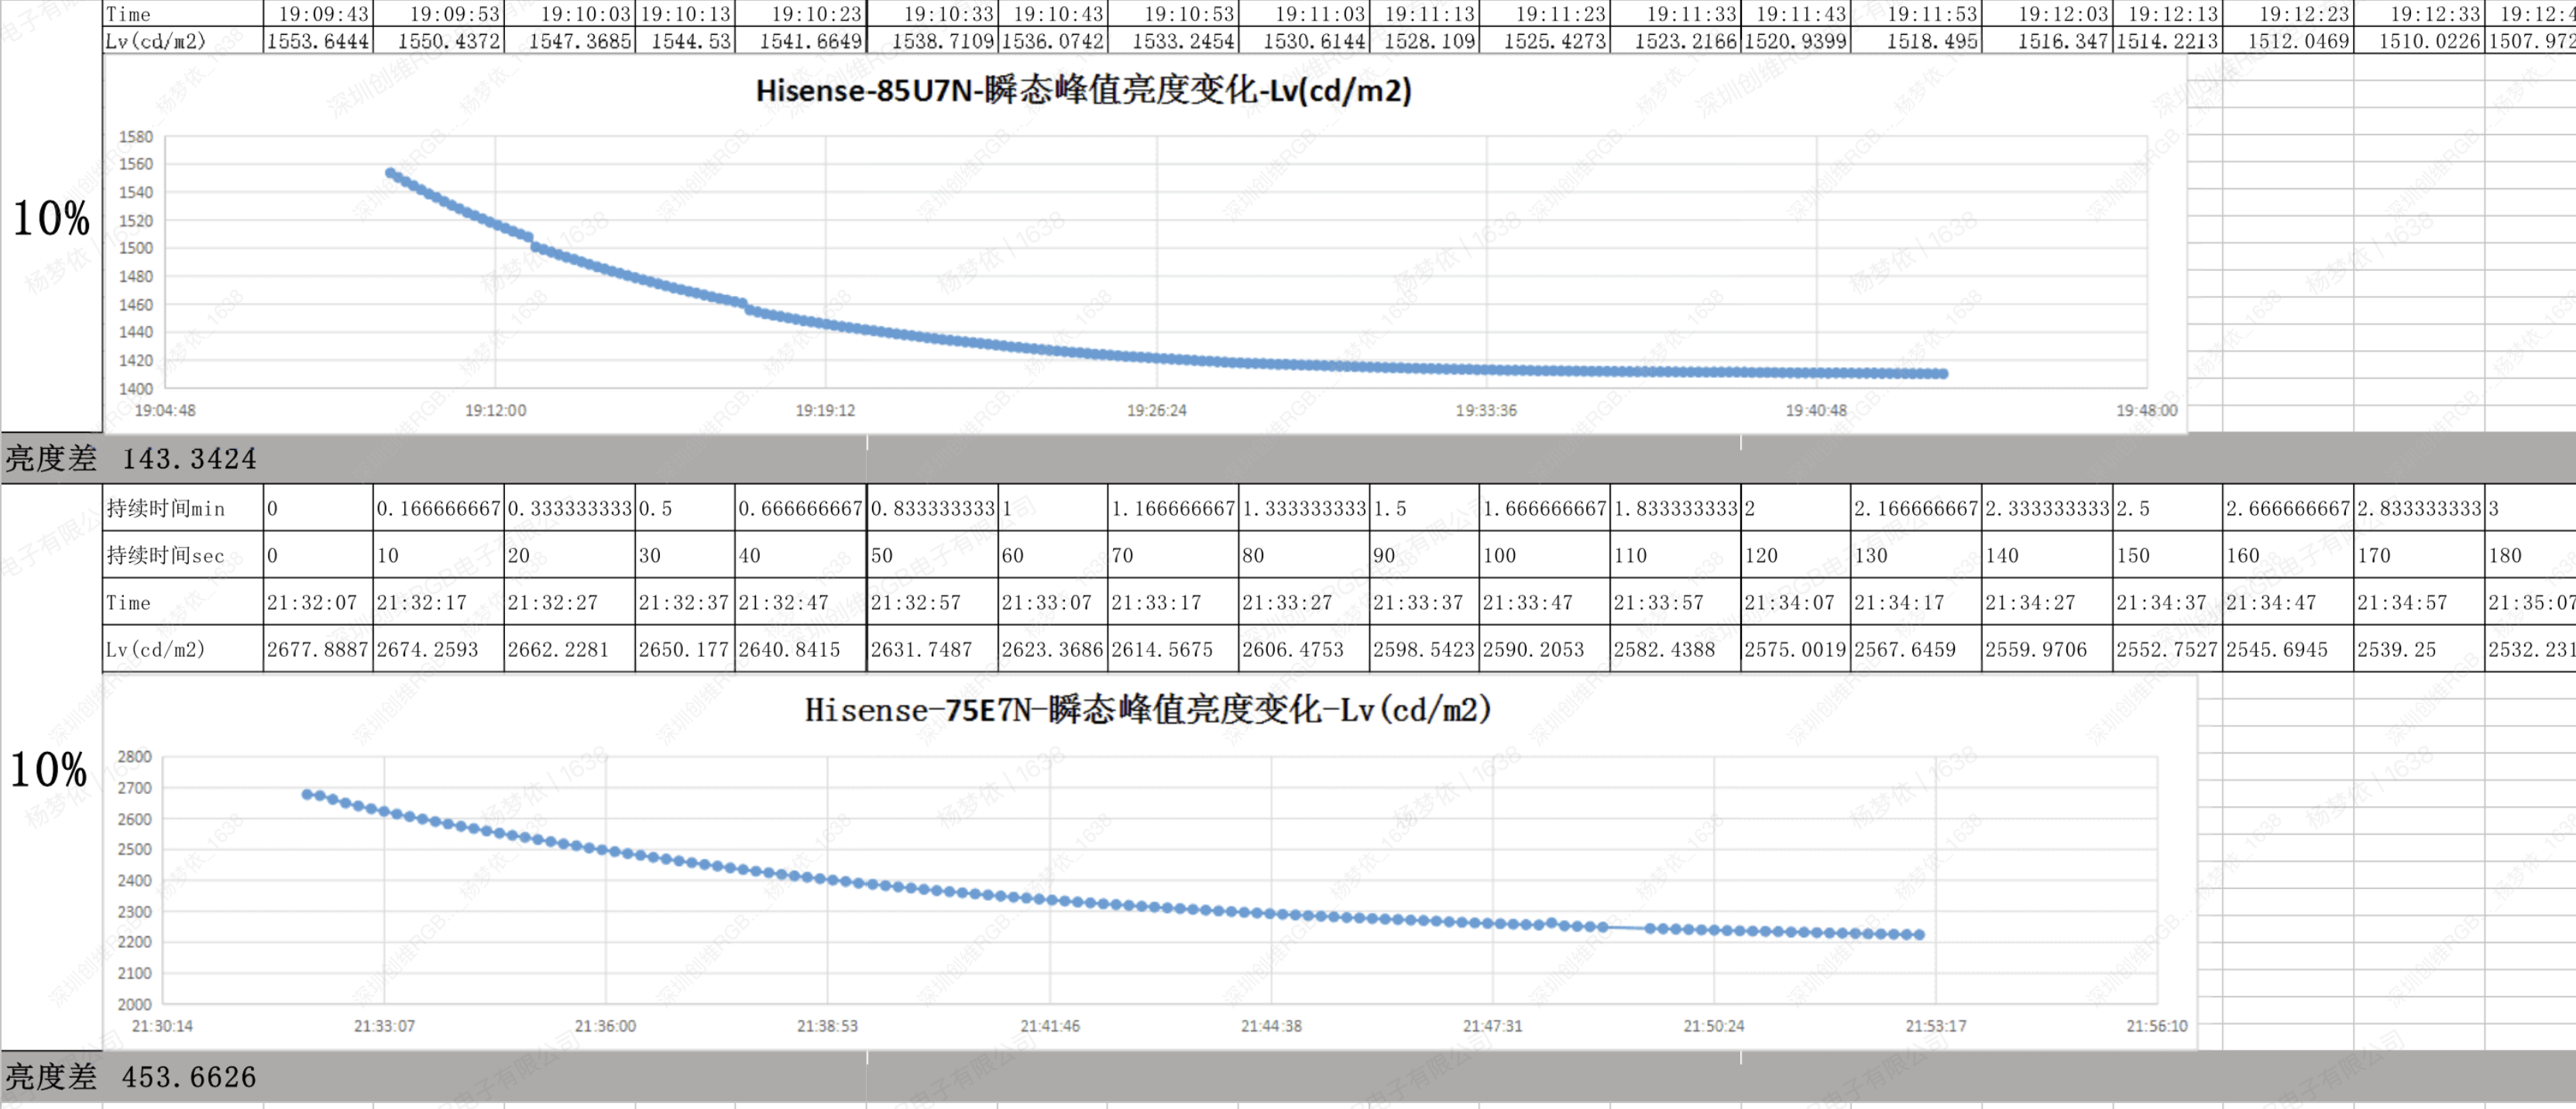 Time 19:09:43 19:09:53 19:10:03 19:10:13 19:10:23 19:10:33 19:10:43 19:10:53 19:11:03 19:11:13 19:11:23 19:11:33 19:11:43 19:11:53 19:12:03 19:12:13 19:12:23 19:12:33 19:12:4
Lv(cd/m2) 1553.6444 1550.4372 1547.3685 1544.53 1541.6649 1538.7109 1536.0742 1533.2454 1530.6144 1528.109 1525.4273 1523.2166 1520.9399 1518.495 1516.347 1514.2213 1512.0469 1510.0226 1507.972
Hisense-85U7N-瞬态峰值亮度变化-Lv(cd/m2)
10%
1580
1560
1540
1520
1500
1480
1460
1440
1420
1400
19:04:48 19:12:00 19:19:12 19:26:24 19:33:36 19:40:48 19:48:00
亮度差 143.3424
持续时间min 0 0.166666667 0.333333333 0.5 0.666666667 0.833333333 1 1.166666667 1.333333333 1.5 1.666666667 1.833333333 2 2.166666667 2.333333333 2.5 2.666666667 2.833333333 3
持续时间sec 0 10 20 30 40 50 60 70 80 90 100 110 120 130 140 150 160 170 180
Time 21:32:07 21:32:17 21:32:27 21:32:37 21:32:47 21:32:57 21:33:07 21:33:17 21:33:27 21:33:37 21:33:47 21:33:57 21:34:07 21:34:17 21:34:27 21:34:37 21:34:47 21:34:57 21:35:07
Lv(cd/m2) 2677.8887 2674.2593 2662.2281 2650.177 2640.8415 2631.7487 2623.3686 2614.5675 2606.4753 2598.5423 2590.2053 2582.4388 2575.0019 2567.6459 2559.9706 2552.7527 2545.6945 2539.25 2532.231
Hisense-75E7N-瞬态峰值亮度变化-Lv(cd/m2)
10%
2800
2700
2600
2500
2400
2300
2200
2100
2000
21:30:14 21:33:07 21:36:00 21:38:53 21:41:46 21:44:38 21:47:31 21:50:24 21:53:17 21:56:10
亮度差 453.6626